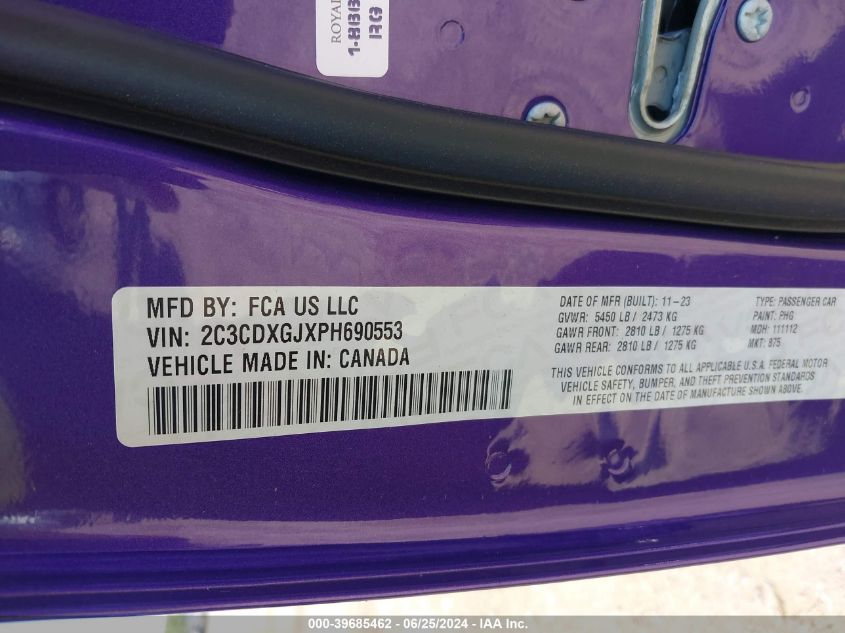 ROYAL
MFD BY: FCA US LLC
VIN: 2C3CDXGJXPH690553
VEHICLE MADE IN: CANADA
DATE OF MFR (BUILT): 11-23
GVWR: 5450 LB / 2473 KG
GAWR FRONT: 2810 LB / 1275 KG
GAWR REAR: 2810 LB / 1275 KG
TYPE: PASSENGER CAR
PAINT: PHG
MDH: 111112
MKT: 875
THIS VEHICLE CONFORMS TO ALL APPLICABLE U.S.A. FEDERAL MOTOR
VEHICLE SAFETY, BUMPER, AND THEFT PREVENTION STANDARDS
IN EFFECT ON THE DATE OF MANUFACTURE SHOWN ABOVE.
000-39685462 - 06/25/2024 - IAA Inc.